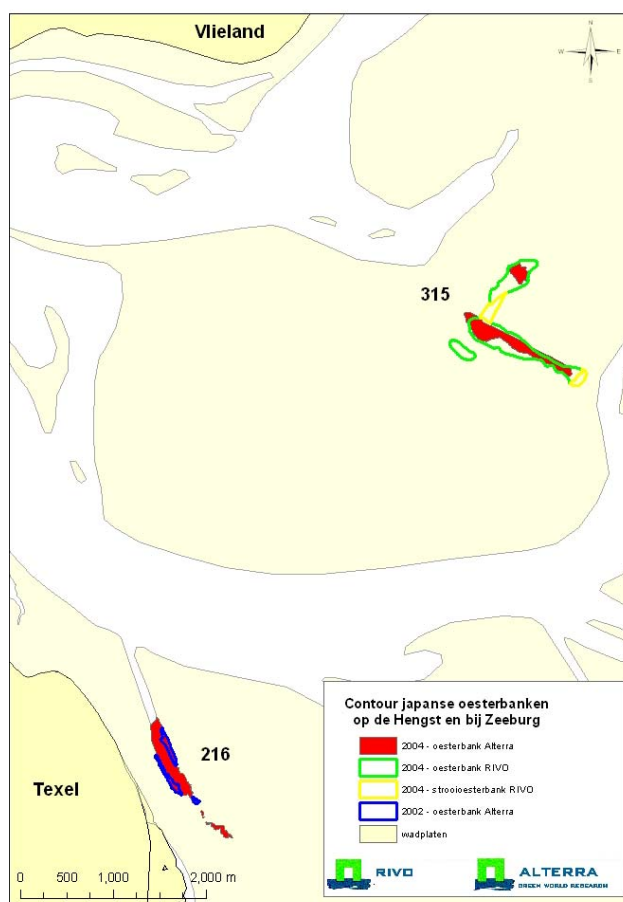 Vlieland
N
W E
S
315
216
Texel
Contour japanse oesterbanken
op de Hengst en bij Zeeburg
2004 - oesterbank Alterra
2004 - oesterbank RIVO
2004 - strooioesterbank RIVO
2002 - oesterbank Alterra
wadplaten
RIVO
ALTERRA
GREEN WORLD RESEARCH
0 500 1,000 2,000 m